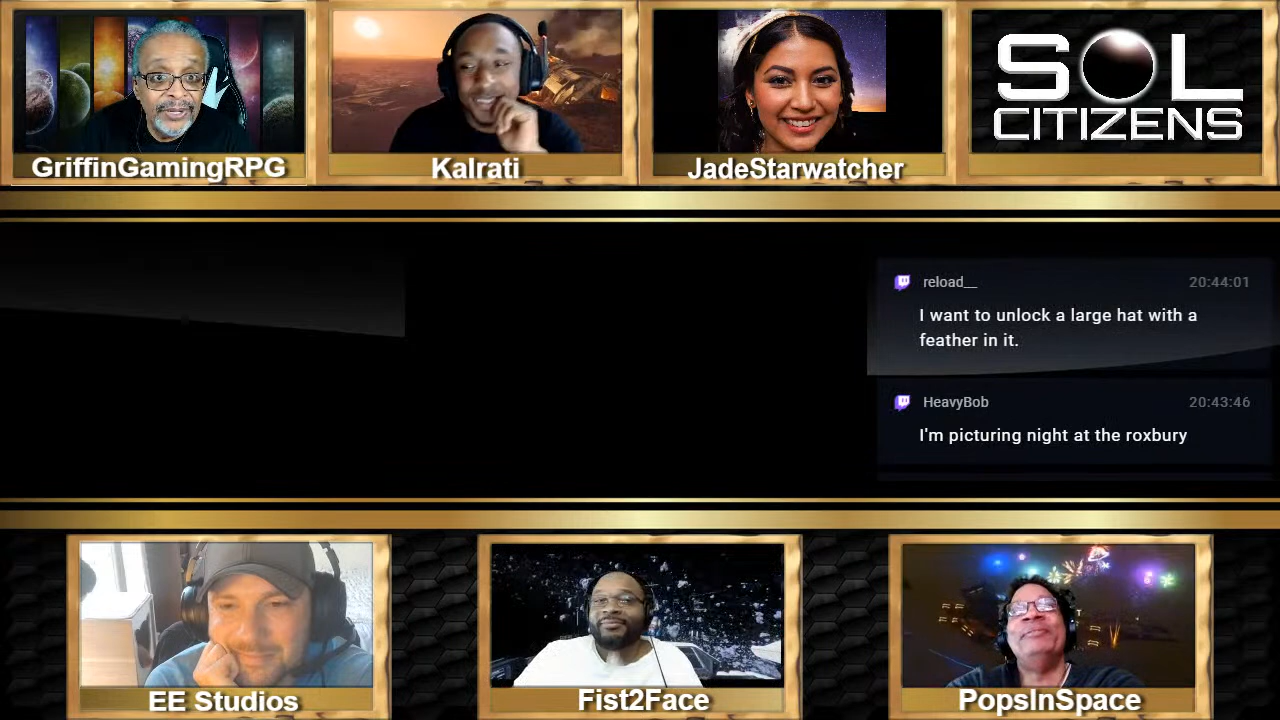 SOL
CITIZENS
GriffinGamingRPG
Kalrati
JadeStarwatcher
reload__ 20:44:01
I want to unlock a large hat with a
feather in it.
HeavyBob 20:43:46
I'm picturing night at the roxbury
EE Studios
Fist2Face
PopsInSpace